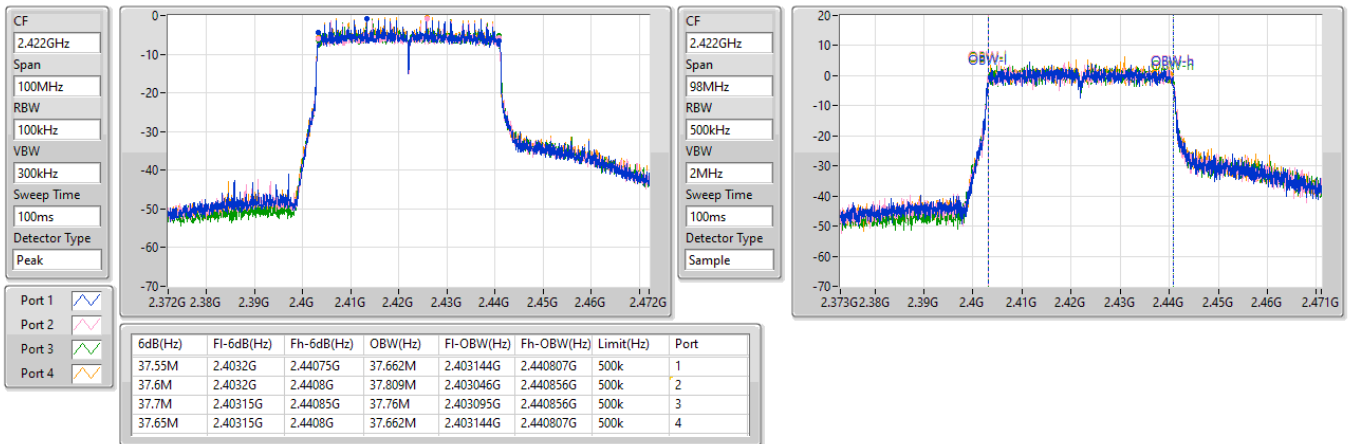 CF
2.422GHz
Span
100MHz
RBW
100kHz
VBW
300kHz
Sweep Time
100ms
Detector Type
Peak
0
-10
-20
-30
-40
-50
-60
-70
2.372G 2.38G 2.39G 2.4G 2.41G 2.42G 2.43G 2.44G 2.45G 2.46G 2.472G
CF
2.422GHz
Span
98MHz
RBW
500kHz
VBW
2MHz
Sweep Time
100ms
Detector Type
Sample
20
10
0
-10
-20
-30
-40
-50
-60
-70
OBW-l OBW-h
2.373G 2.38G 2.39G 2.4G 2.41G 2.42G 2.43G 2.44G 2.45G 2.46G 2.471G
Port 1
Port 2
Port 3
Port 4
6dB(Hz) Fl-6dB(Hz) Fh-6dB(Hz) OBW(Hz) Fl-OBW(Hz) Fh-OBW(Hz) Limit(Hz) Port
37.55M 2.4032G 2.44075G 37.662M 2.403144G 2.440807G 500k 1
37.6M 2.4032G 2.4408G 37.809M 2.403046G 2.440856G 500k 2
37.7M 2.40315G 2.44085G 37.76M 2.403095G 2.440856G 500k 3
37.65M 2.40315G 2.4408G 37.662M 2.403144G 2.440807G 500k 4